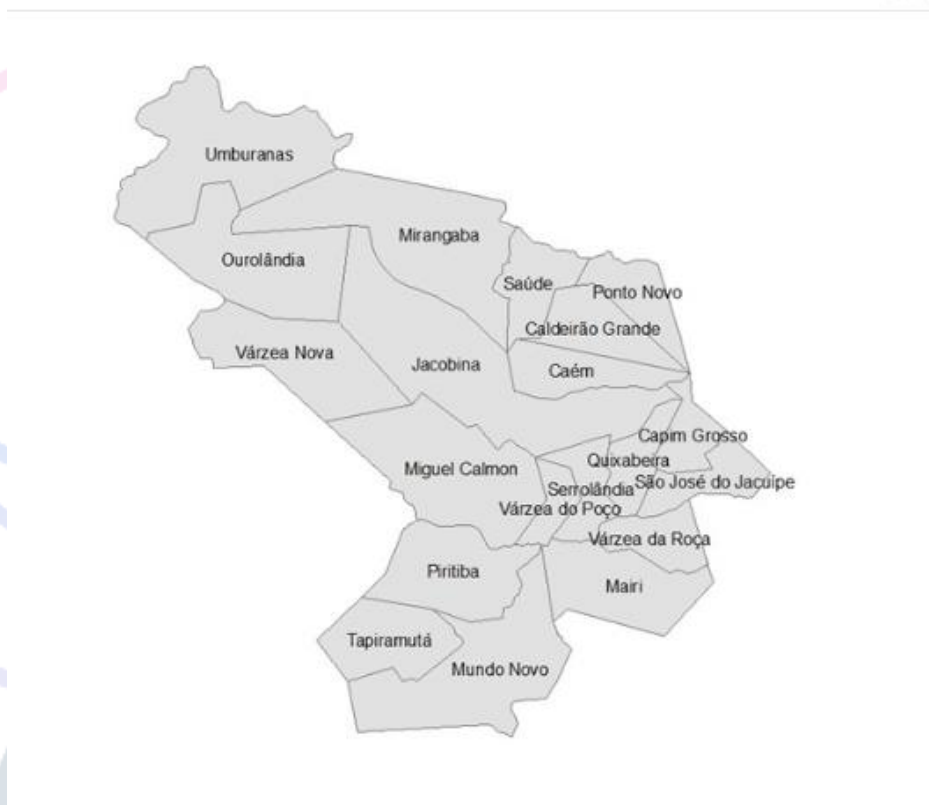 Umburanas
Mirangaba
Ourolândia
Saúde
Ponto Novo
Caldeirão Grande
Várzea Nova
Jacobina
Caém
Capim Grosso
Quixabeira
Miguel Calmon
São José do Jacuípe
Serrolândia
Várzea do Poço
Várzea da Roça
Piritiba
Mairi
Tapiramutá
Mundo Novo